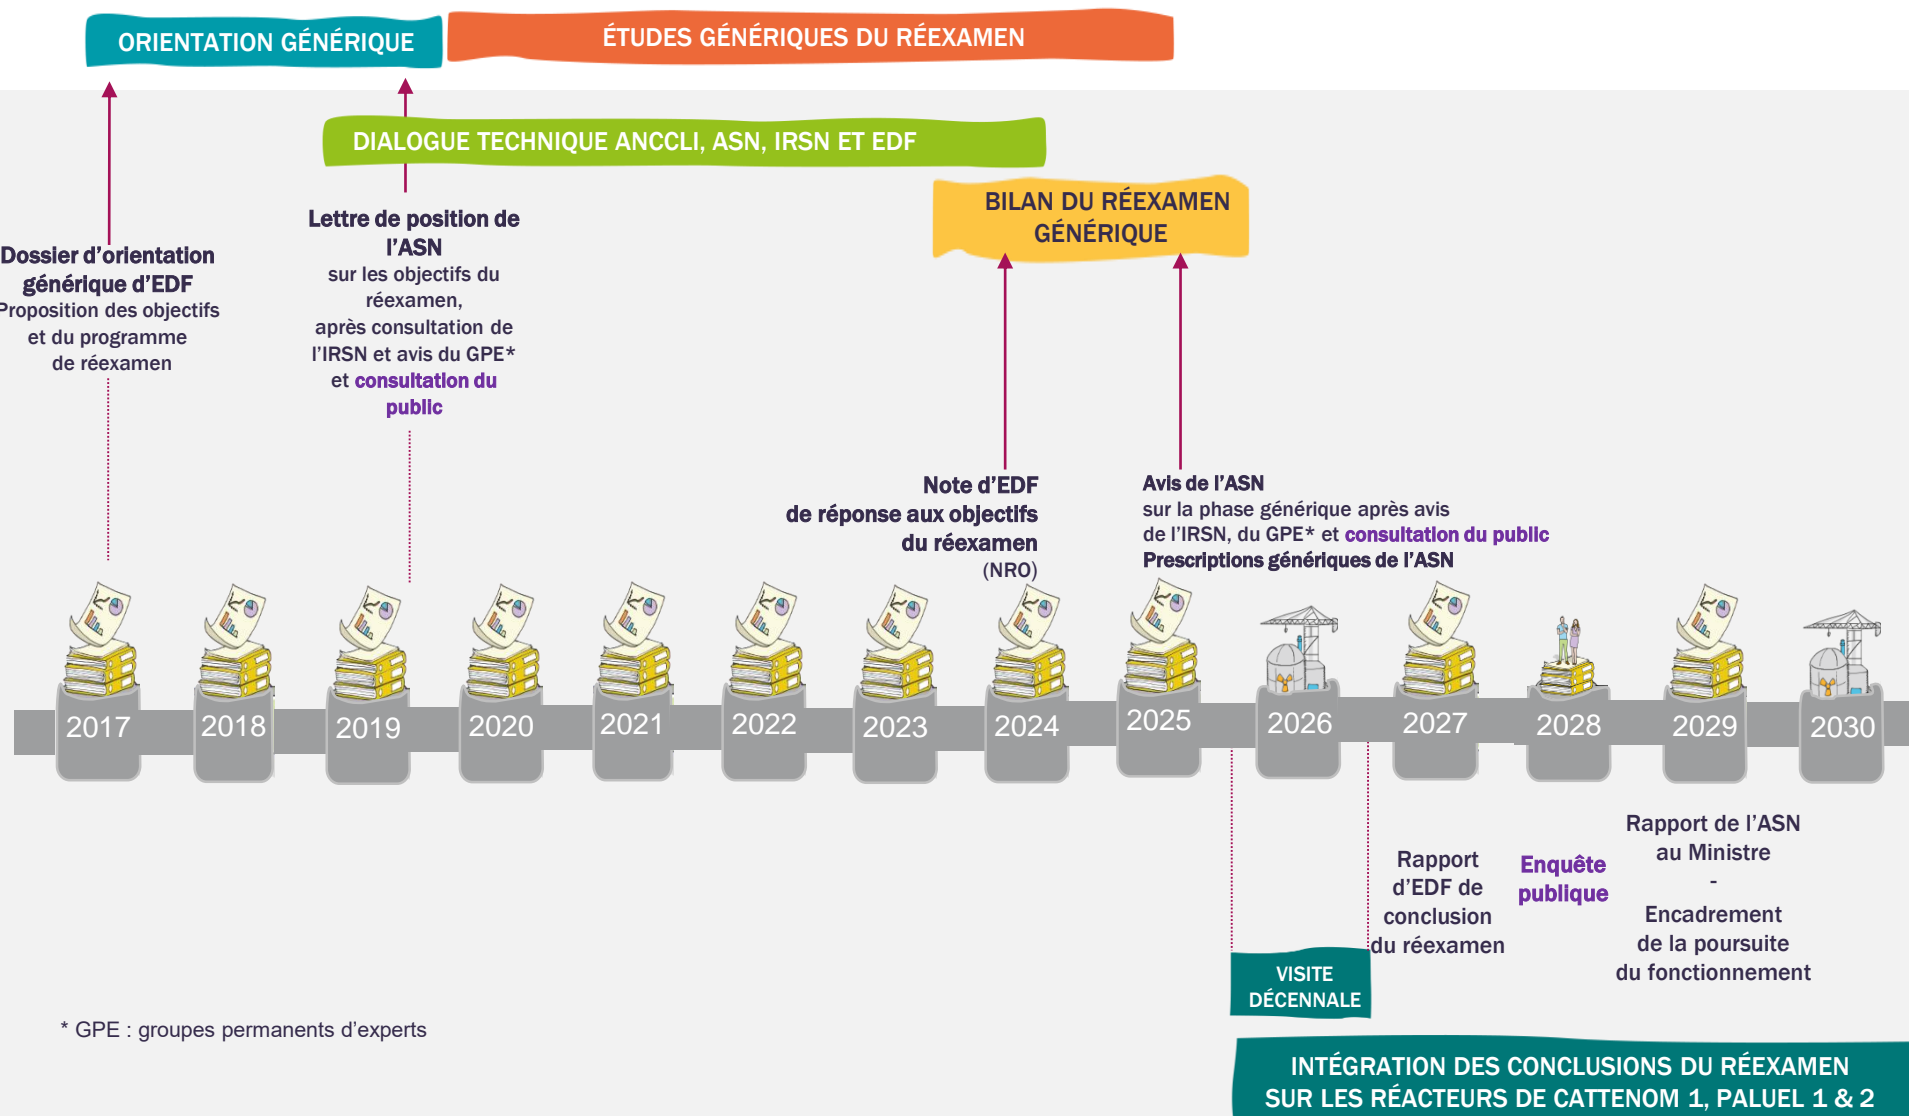 ORIENTATION GÉNÉRIQUE
ÉTUDES GÉNÉRIQUES DU RÉEXAMEN
DIALOGUE TECHNIQUE ANCCLI, ASN, IRSN ET EDF
BILAN DU RÉEXAMEN
GÉNÉRIQUE
Dossier d'orientation
générique d'EDF
Proposition des objectifs
et du programme
de réexamen
Lettre de position de
l'ASN
sur les objectifs du
réexamen,
après consultation de
l'IRSN et avis du GPE*
et consultation du
public
Note d'EDF
de réponse aux objectifs
du réexamen
(NRO)
Avis de l'ASN
sur la phase générique après avis
de l'IRSN, du GPE* et consultation du public
Prescriptions génériques de l'ASN
2017 2018 2019 2020 2021 2022 2023 2024 2025 2026 2027 2028 2029 2030
Rapport
d'EDF de
conclusion
du réexamen
Enquête
publique
Rapport de l'ASN
au Ministre
-
Encadrement
de la poursuite
du fonctionnement
VISITE
DÉCENNALE
* GPE : groupes permanents d'experts
INTÉGRATION DES CONCLUSIONS DU RÉEXAMEN
SUR LES RÉACTEURS DE CATTENOM 1, PALUEL 1 & 2